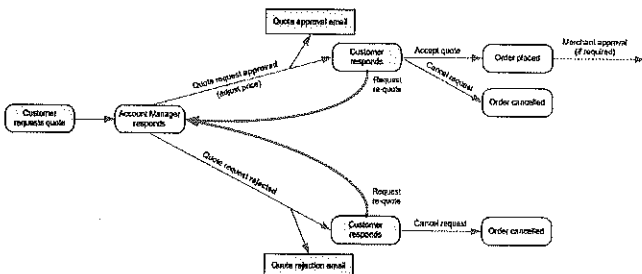 Quote approval email
Customer
responds
Accept quote
Order placed
Merchant approval
(if required)
Quote request approved
(adjust price)
Cancel request
Request
re-quote
Order cancelled
Customer
requests quote
Account Manager
responds
Quote request rejected
Request
re-quote
Customer
responds
Cancel request
Order cancelled
Quote rejection email